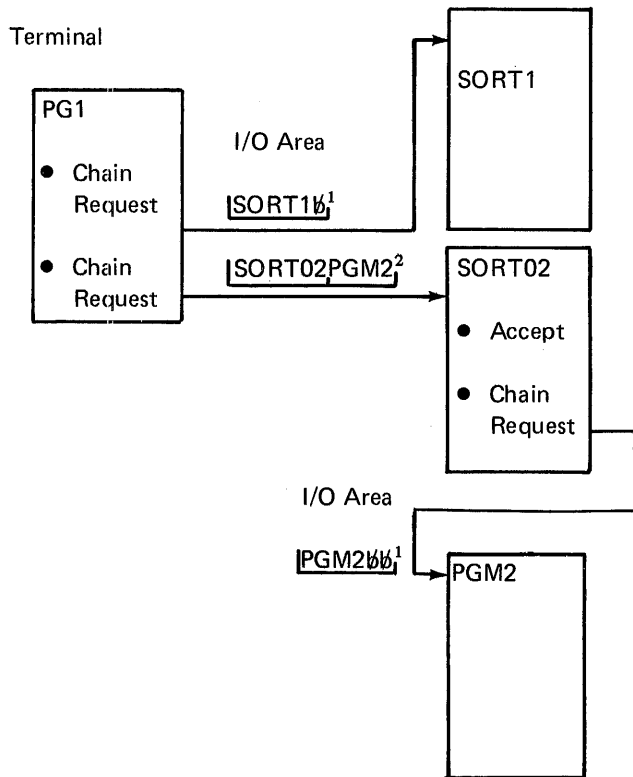 Terminal
PG1
● Chain
Request
● Chain
Request
I/O Area
SORT1ƀ¹
SORT02PGM2²
SORT1
SORT02
● Accept
● Chain
Request
I/O Area
PGM2ƀƀ¹
PGM2